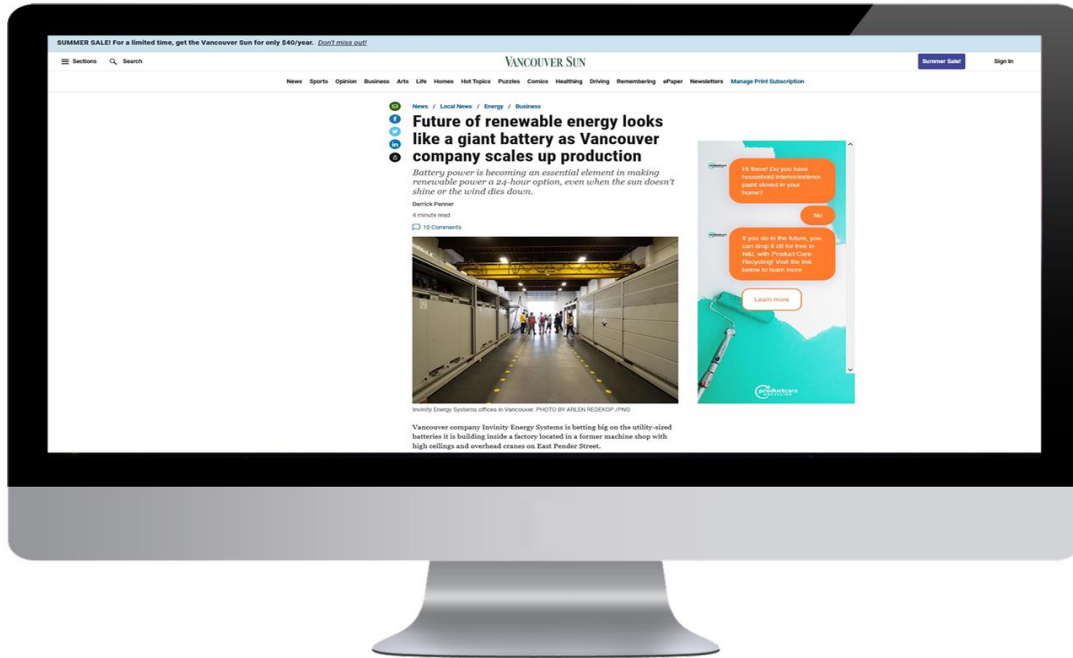 SUMMER SALE! For a limited time, get the Vancouver Sun for only $40/year. Don't miss out!
Sections Search VANCOUVER SUN Summer Sale! Sign In
News Sports Opinion Business Arts Life Homes Hot Topics Puzzles Comics Healthing Driving Remembering ePaper Newsletters Manage Print Subscription
News / Local News / Energy / Business
Future of renewable energy looks
like a giant battery as Vancouver
company scales up production
Battery power is becoming an essential element in making
renewable power a 24-hour option, even when the sun doesn't
shine or the wind dies down.
Derrick Penner
4 minute read
10 Comments
Invinity Energy Systems offices in Vancouver. PHOTO BY ARLEN REDEKOP /PNG
Vancouver company Invinity Energy Systems is betting big on the utility-sized
batteries it is building inside a factory located in a former machine shop with
high ceilings and overhead cranes on East Pender Street.
Hi there! Do you have
household interior/exterior
paint stored in your
home?
No
If you do in the future, you
can drop it off for free in
with Product Care
Recycling! Visit the link
below to learn more
Learn more
productcare
RECYCLING